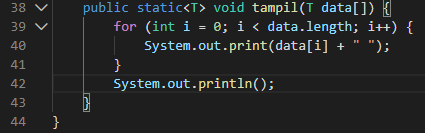 38 public static<T> void tampil(T data[]) {
39 for (int i = 0; i < data.length; i++) {
40 System.out.print(data[i] + " ");
41 }
42 System.out.println();
43 }
44 }